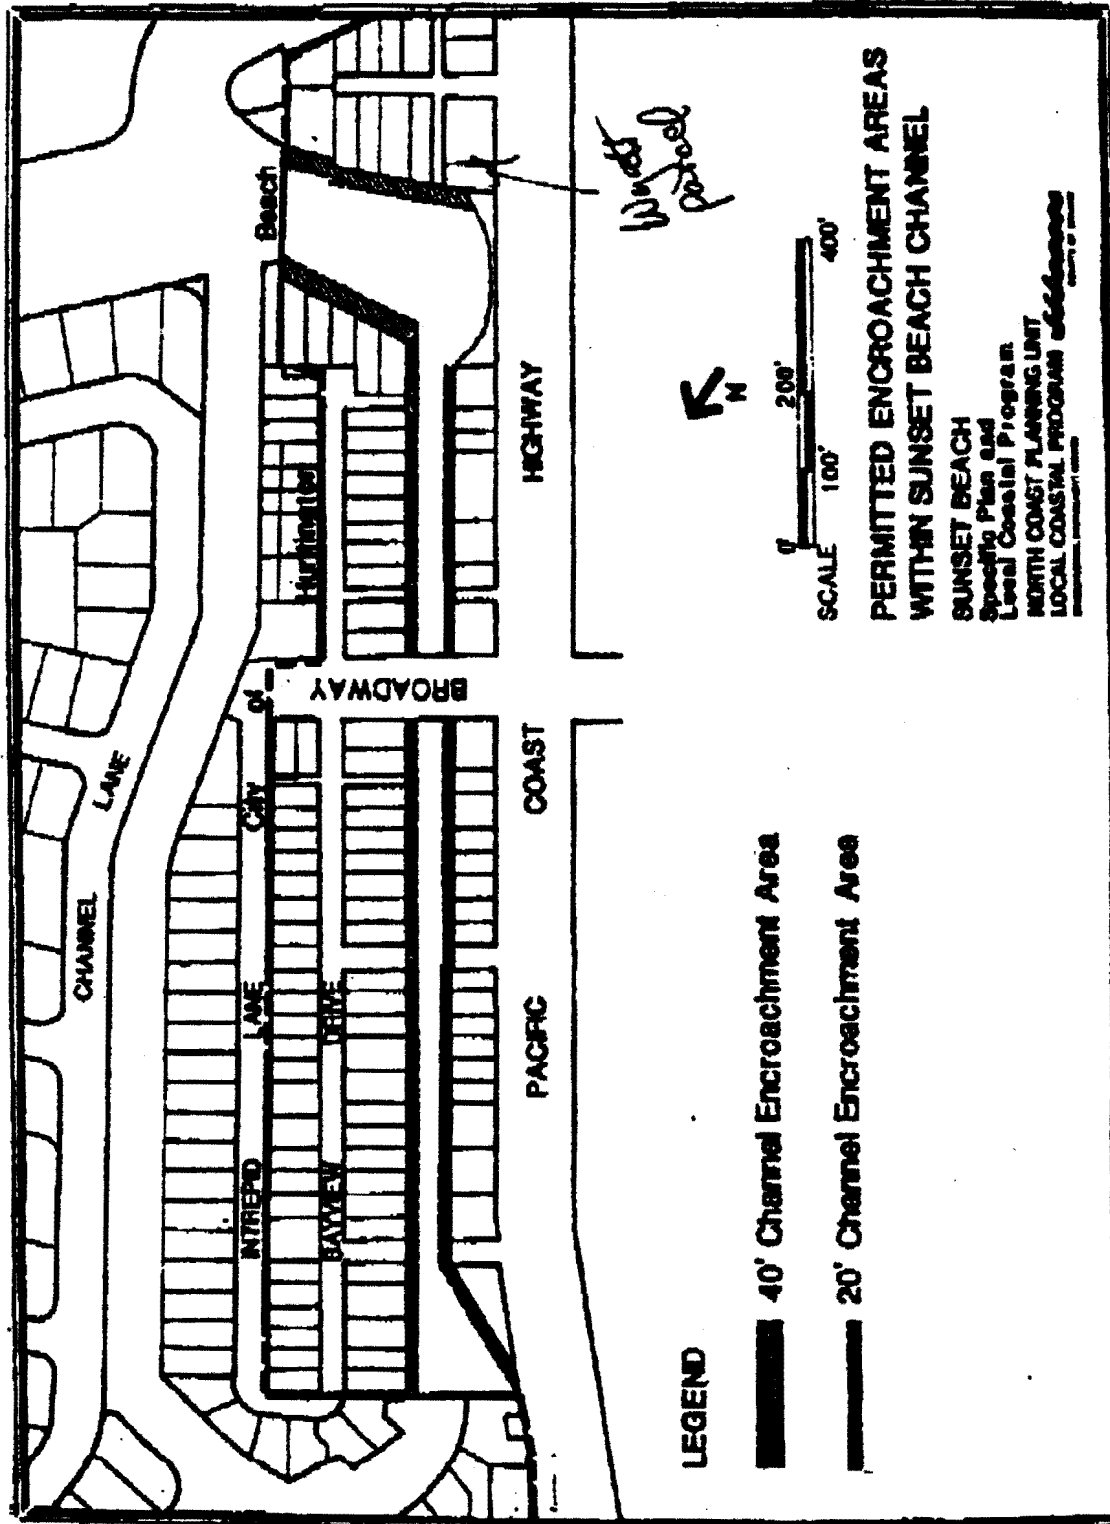 CHANNEL
LANE
City
of
Huntington
Beach
INTREPID
LANE
BAYVIEW
DRIVE
BROADWAY
PACIFIC
COAST
HIGHWAY
parcel
N
LEGEND
40' Channel Encroachment Area
20' Channel Encroachment Area
0'
100'
200'
400'
SCALE
PERMITTED ENCROACHMENT AREAS
WITHIN SUNSET BEACH CHANNEL
SUNSET BEACH
Specific Plan and
Local Coastal Program
NORTH COAST PLANNING UNIT
LOCAL COASTAL PROGRAM